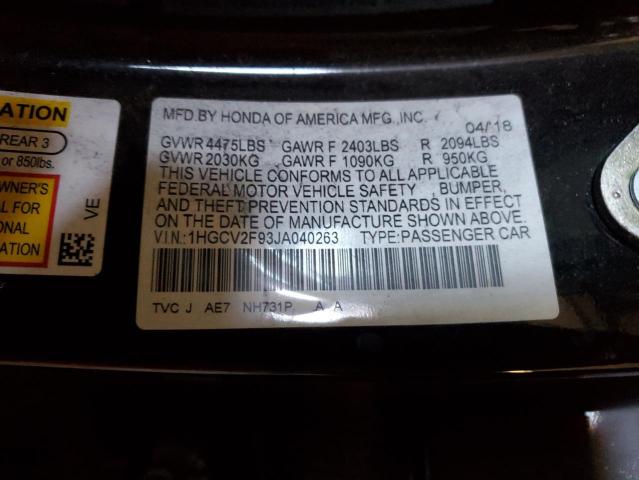 ATION
REAR 3
or 850lbs.
OWNER'S
AL FOR
ONAL
ATION
VE
MFD.BY HONDA OF AMERICA MFG.,INC. 04/18
GVWR 4475LBS GAWR F 2403LBS R 2094LBS
GVWR 2030KG GAWR F 1090KG R 950KG
THIS VEHICLE CONFORMS TO ALL APPLICABLE
FEDERAL MOTOR VEHICLE SAFETY , BUMPER,
AND THEFT PREVENTION STANDARDS IN EFFECT
ON THE DATE OF MANUFACTURE SHOWN ABOVE.
VIN.:1HGCV2F93JA040263 TYPE:PASSENGER CAR
TVC J AE7 NH731P. A A